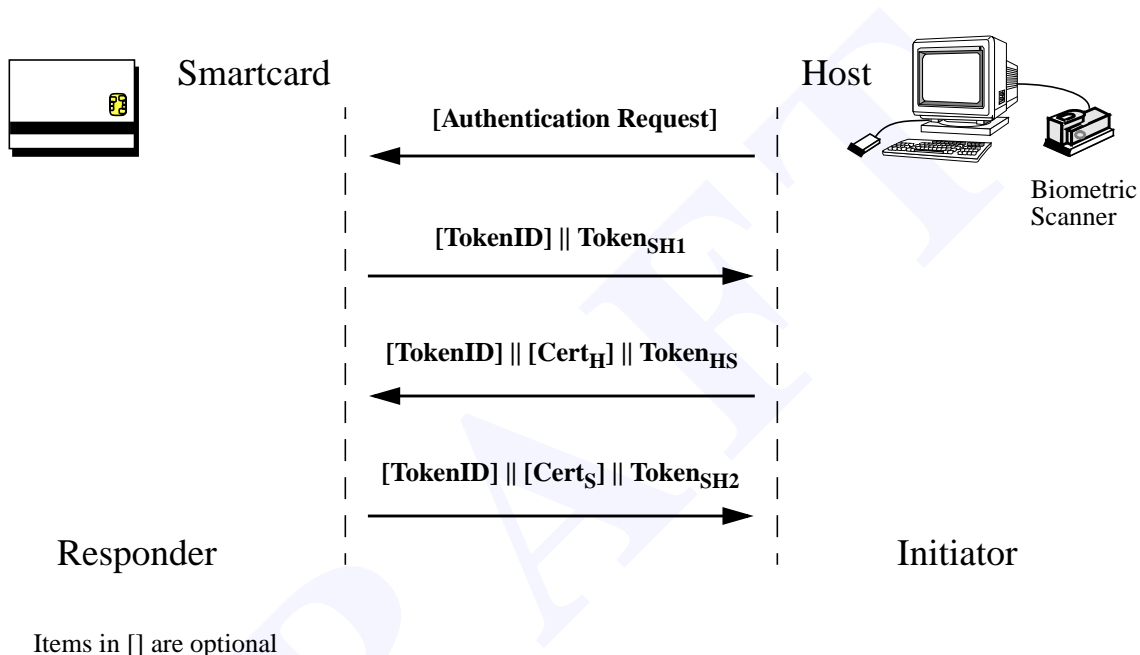 Smartcard
Host
[Authentication Request]
Biometric
Scanner
[TokenID] || Token_SH1
[TokenID] || [Cert_H] || Token_HS
[TokenID] || [Cert_S] || Token_SH2
Responder
Initiator
Items in [] are optional
DRAFT